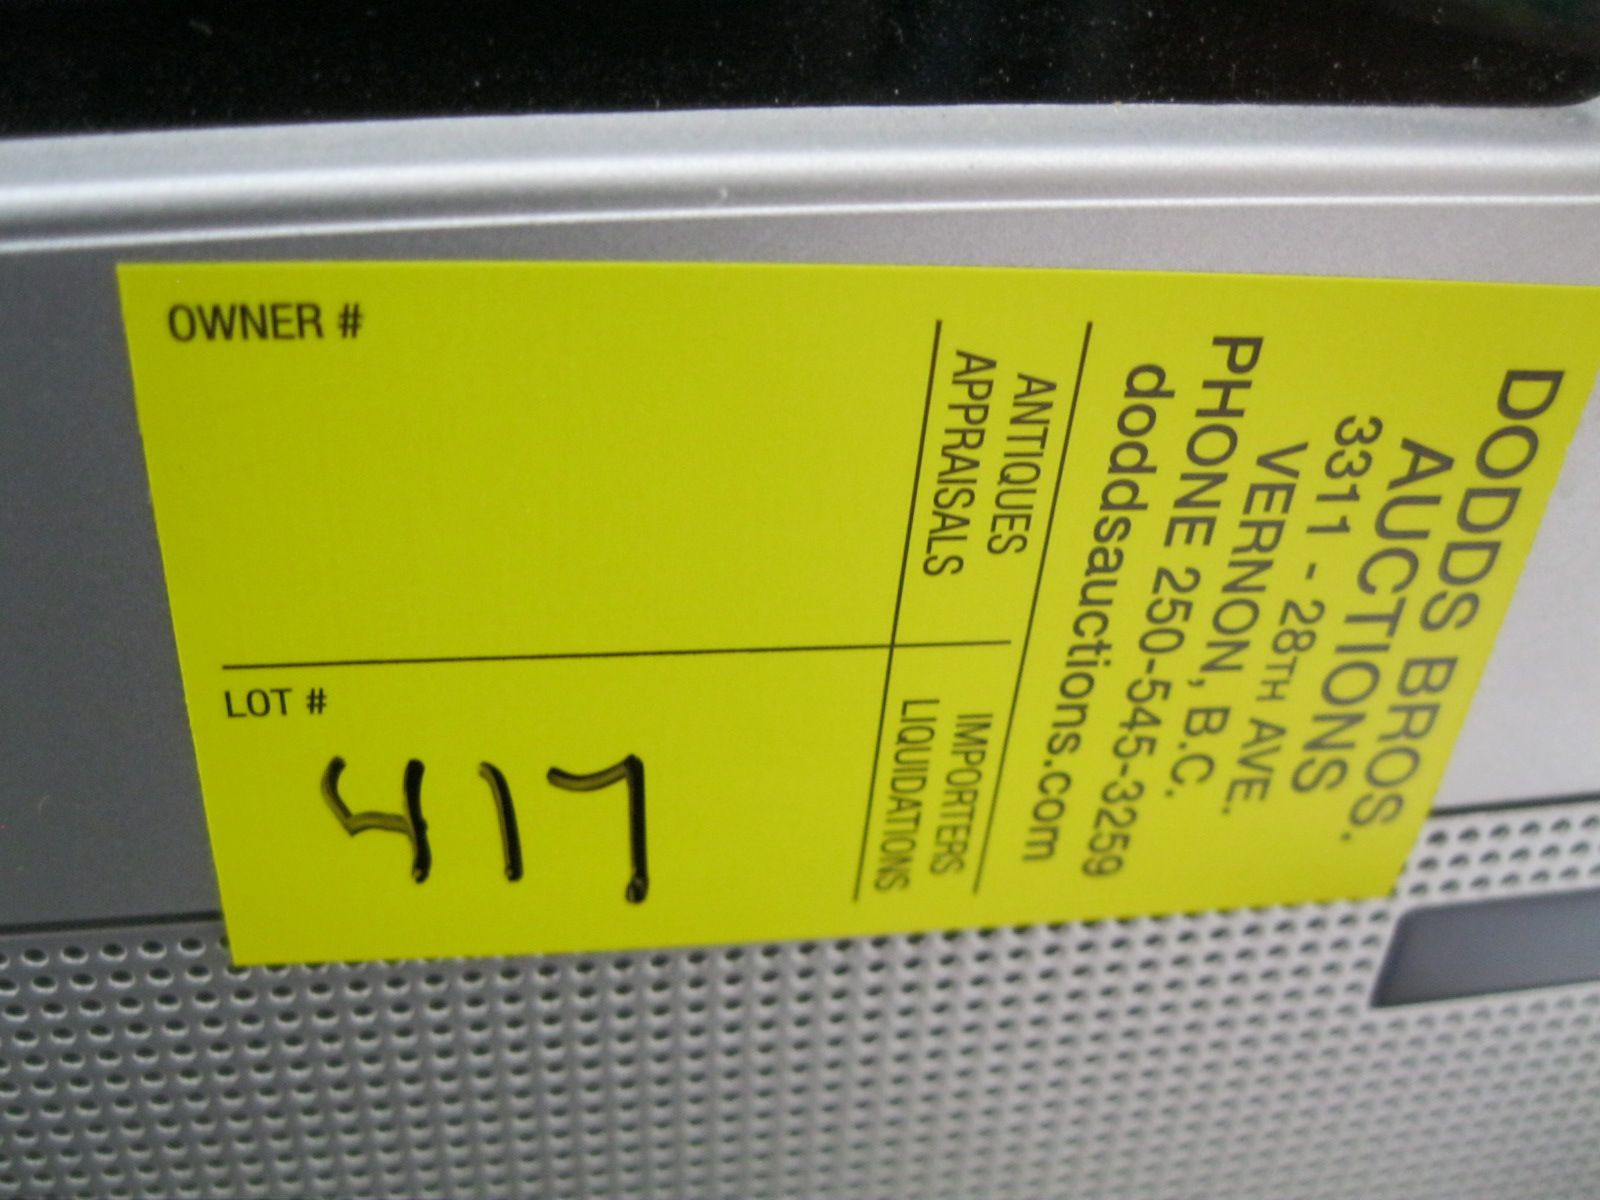 DODDS BROS.
AUCTIONS
3311 - 28TH AVE.
VERNON, B.C.
PHONE 250-545-3259
doddsauctions.com
ANTIQUES
APPRAISALS
IMPORTERS
LIQUIDATIONS
OWNER #
LOT #
417